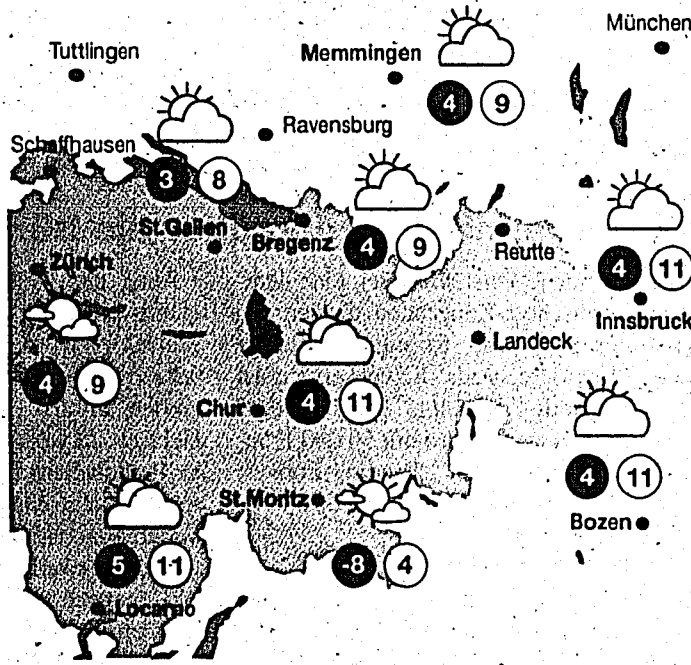 München
Tuttlingen
Memmingen
4 9
Ravensburg
Schaffhausen
3 8
St.Gallen
Bregenz
4 9
Reutte
Zürich
4 11
Innsbruck
Landeck
4 9
Chur
4 11
4 11
St.Moritz
Bozen
5 11
-8 4
Locarno